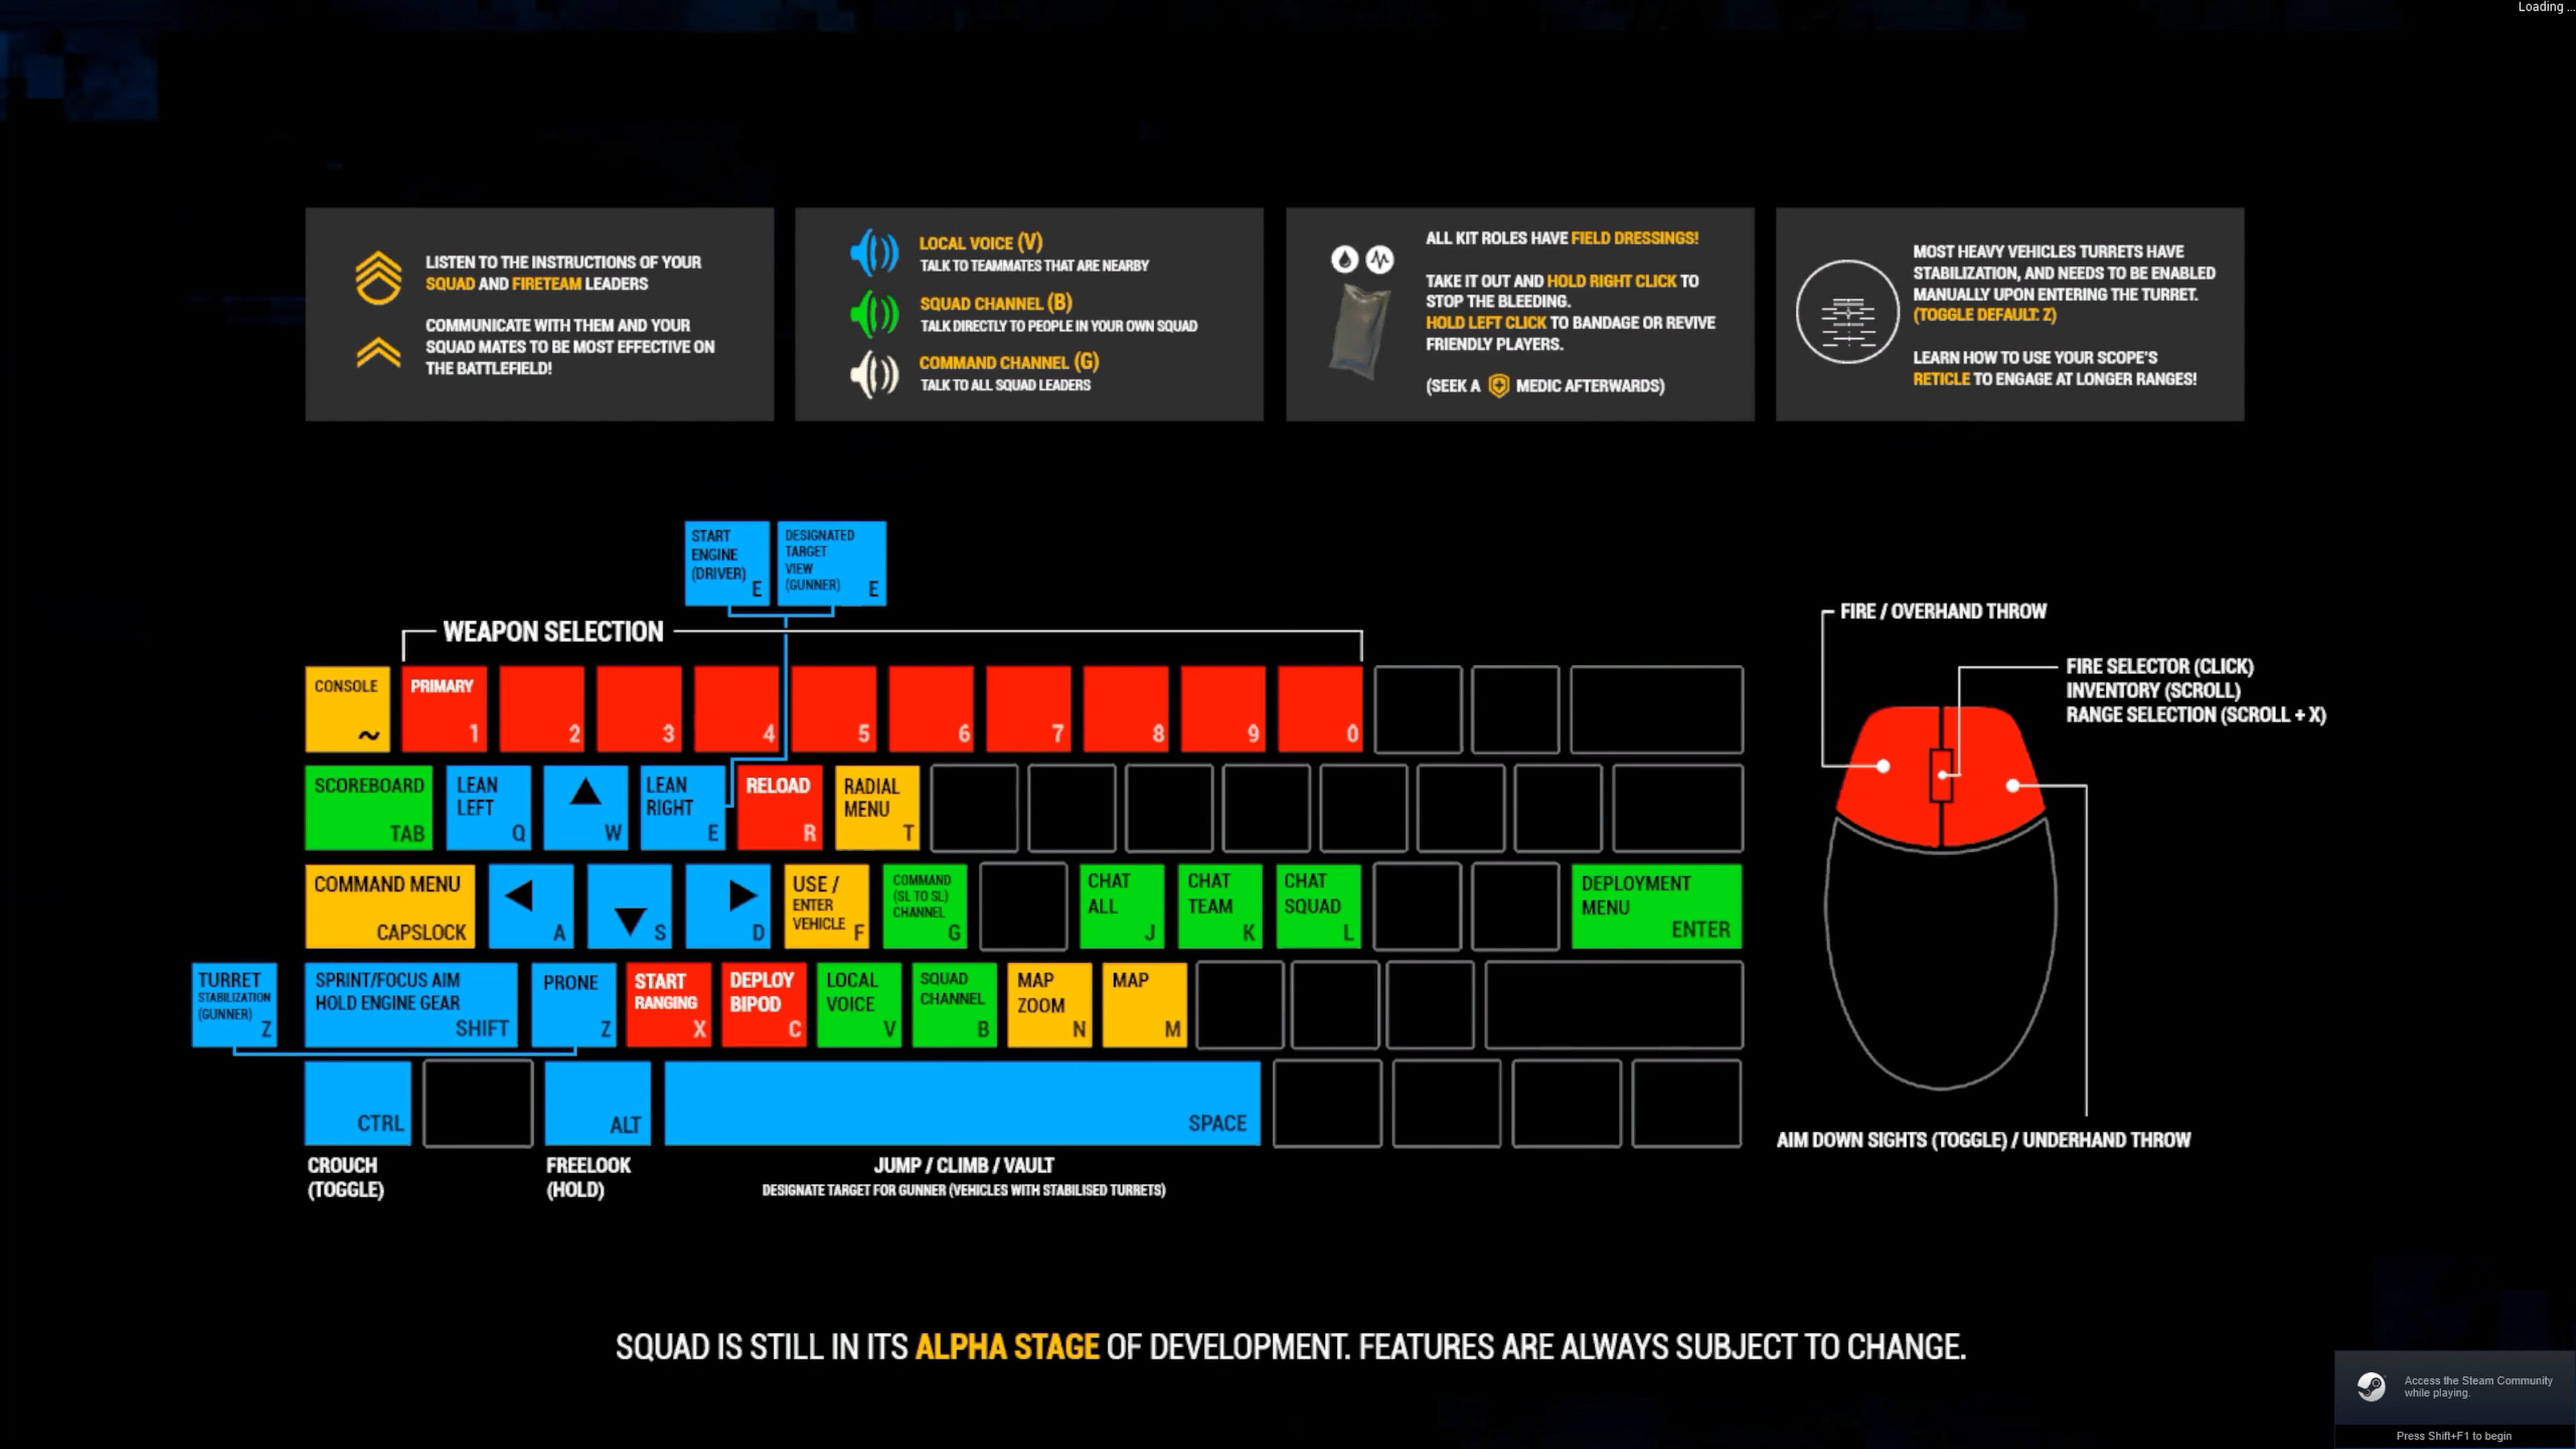 Loading ...
LISTEN TO THE INSTRUCTIONS OF YOUR
SQUAD AND FIRETEAM LEADERS
COMMUNICATE WITH THEM AND YOUR
SQUAD MATES TO BE MOST EFFECTIVE ON
THE BATTLEFIELD!
LOCAL VOICE (V)
TALK TO TEAMMATES THAT ARE NEARBY
SQUAD CHANNEL (B)
TALK DIRECTLY TO PEOPLE IN YOUR OWN SQUAD
COMMAND CHANNEL (G)
TALK TO ALL SQUAD LEADERS
ALL KIT ROLES HAVE FIELD DRESSINGS!
TAKE IT OUT AND HOLD RIGHT CLICK TO
STOP THE BLEEDING.
HOLD LEFT CLICK TO BANDAGE OR REVIVE
FRIENDLY PLAYERS.
(SEEK A MEDIC AFTERWARDS)
MOST HEAVY VEHICLES TURRETS HAVE
STABILIZATION, AND NEEDS TO BE ENABLED
MANUALLY UPON ENTERING THE TURRET.
(TOGGLE DEFAULT: Z)
LEARN HOW TO USE YOUR SCOPE'S
RETICLE TO ENGAGE AT LONGER RANGES!
START
ENGINE
(DRIVER)
E
DESIGNATED
TARGET
VIEW
(GUNNER)
E
WEAPON SELECTION
CONSOLE
~
PRIMARY
1
2
3
4
5
6
7
8
9
0
SCOREBOARD
TAB
LEAN
LEFT
Q
W
LEAN
RIGHT
E
RELOAD
R
RADIAL
MENU
T
COMMAND MENU
CAPSLOCK
A
S
D
USE /
ENTER
VEHICLE
F
COMMAND
(SL TO SL)
CHANNEL
G
CHAT
ALL
J
CHAT
TEAM
K
CHAT
SQUAD
L
DEPLOYMENT
MENU
ENTER
TURRET
STABILIZATION
(GUNNER)
Z
SPRINT/FOCUS AIM
HOLD ENGINE GEAR
SHIFT
PRONE
Z
START
RANGING
X
DEPLOY
BIPOD
C
LOCAL
VOICE
V
SQUAD
CHANNEL
B
MAP
ZOOM
N
MAP
M
CTRL
ALT
SPACE
CROUCH
(TOGGLE)
FREELOOK
(HOLD)
JUMP / CLIMB / VAULT
DESIGNATE TARGET FOR GUNNER (VEHICLES WITH STABILISED TURRETS)
FIRE / OVERHAND THROW
FIRE SELECTOR (CLICK)
INVENTORY (SCROLL)
RANGE SELECTION (SCROLL + X)
AIM DOWN SIGHTS (TOGGLE) / UNDERHAND THROW
SQUAD IS STILL IN ITS ALPHA STAGE OF DEVELOPMENT. FEATURES ARE ALWAYS SUBJECT TO CHANGE.
Access the Steam Community
while playing.
Press Shift+F1 to begin